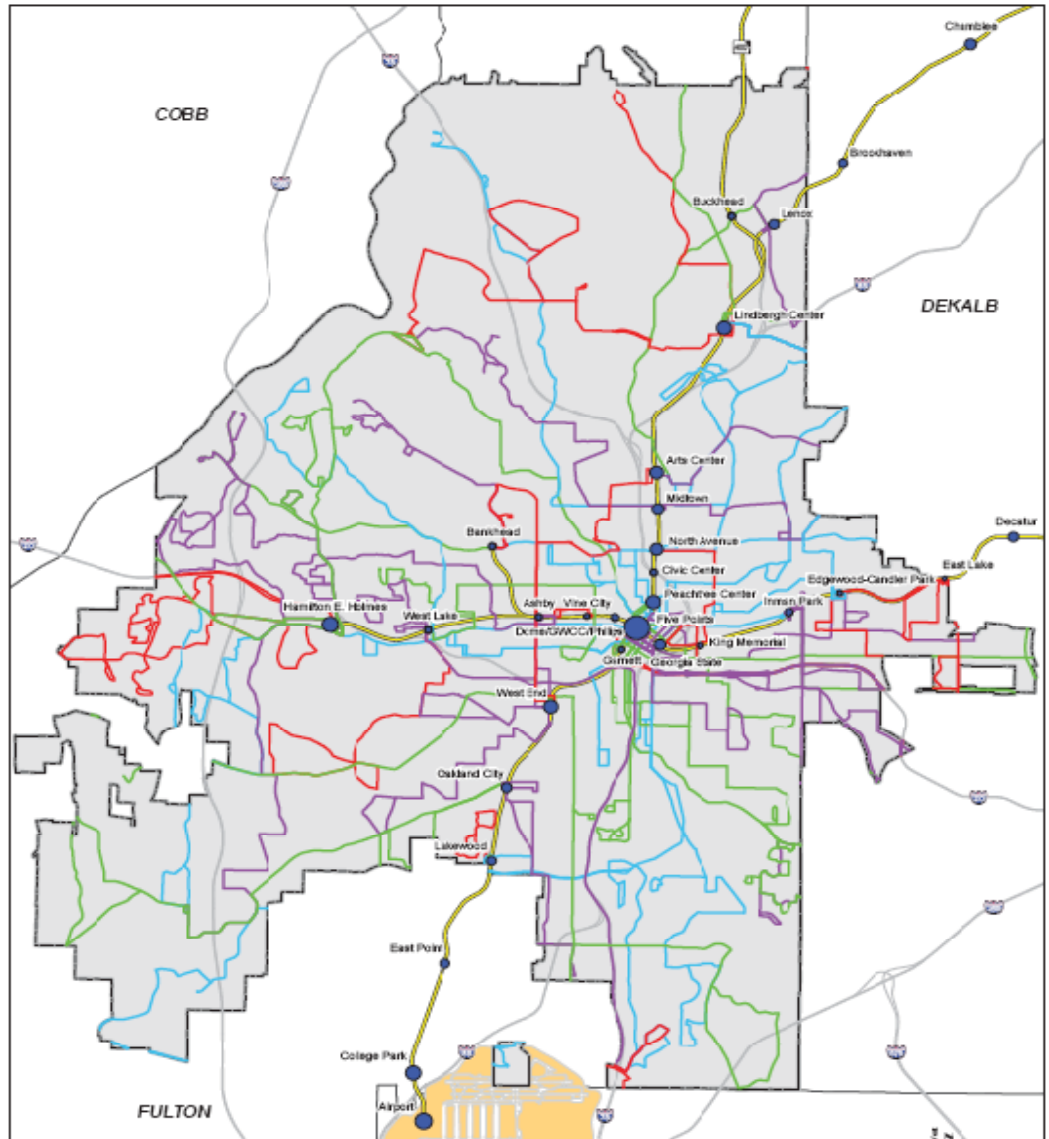 Chamblee
COBB
Brookhaven
Buckhead
Lenox
DEKALB
Lindbergh Center
Arts Center
Midtown
Bankhead
North Avenue
Decatur
East Lake
Civic Center
Edgewood-Candler Park
Peachtree Center
Hamilton E. Holmes
West Lake
Ashby
Vine City
Inman Park
Five Points
Dome/GWCC/Philips
King Memorial
Garnett
Georgia State
West End
Oakland City
Lakewood
East Point
College Park
Airport
FULTON